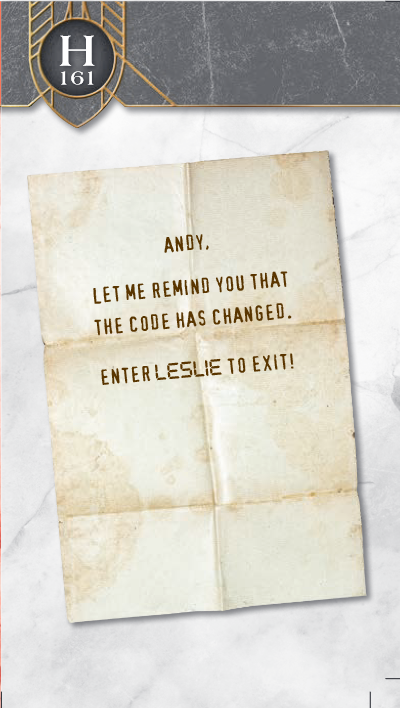 H
161
ANDY,
LET ME REMIND YOU THAT
THE CODE HAS CHANGED.
ENTER LESLIE TO EXIT!